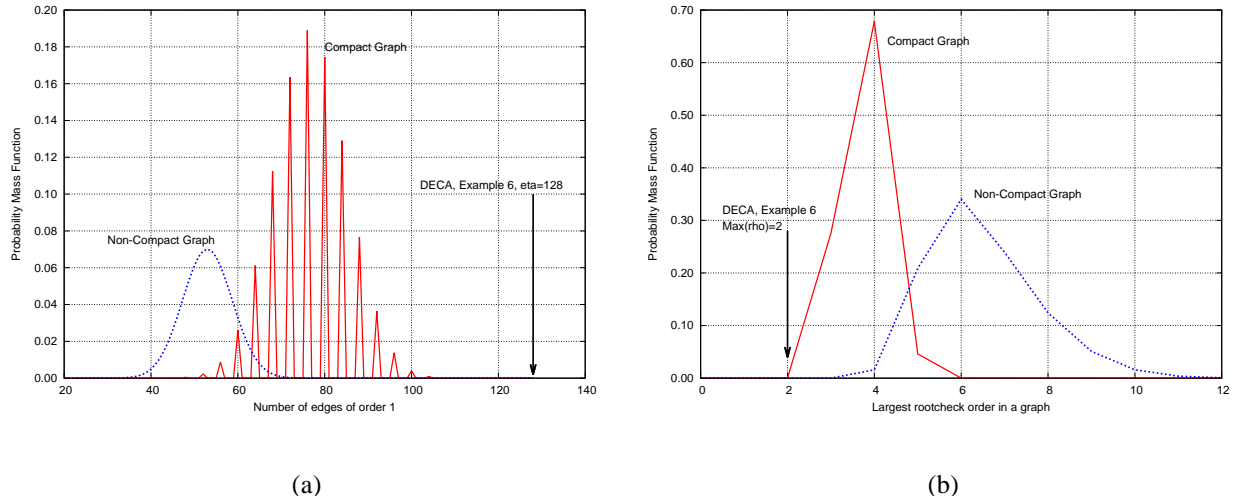 0.20
0.18
0.16
0.14
0.12
0.10
0.08
0.06
0.04
0.02
0.00
20
40
60
80
100
120
140
Probability Mass Function
Number of edges of order 1
Compact Graph
DECA, Example 6, eta=128
Non-Compact Graph
(a)
0.70
0.60
0.50
0.40
0.30
0.20
0.10
0.00
0
2
4
6
8
10
12
Probability Mass Function
Largest rootcheck order in a graph
Compact Graph
Non-Compact Graph
DECA, Example 6
Max(rho)=2
(b)